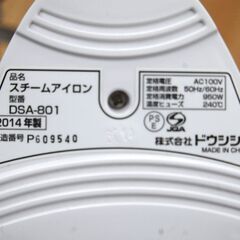 品名
スチームアイロン
型番
DSA-801
2014年製
造番号 P609540
定格電圧 AC100V
定格周波数 50Hz/60Hz
定格消費電力 950W
温度ヒューズ 240℃
PS
E
JQA
株式会社ドウシシ
MADE IN CH